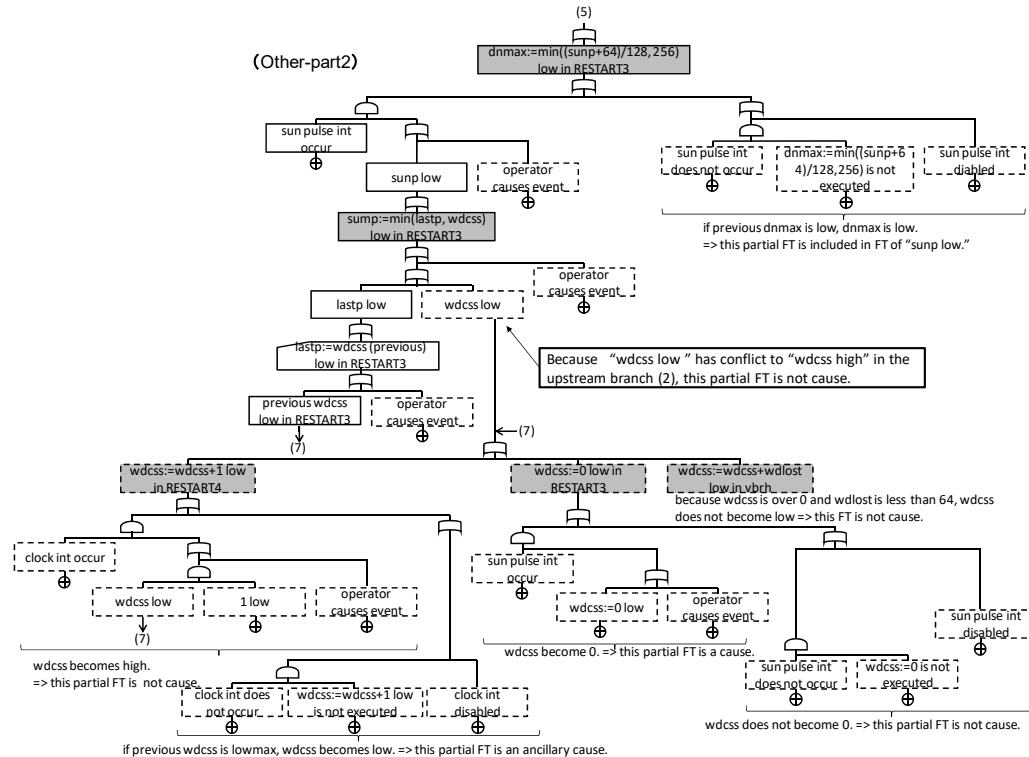 (5)
（Other-part2）
dnmax:=min((sunp+64)/128,256)
low in RESTART3
sun pulse int
occur
sun pulse int
does not occur
dnmax:=min((sunp+6
4)/128,256) is not
executed
sun pulse int
diabled
sunp low
operator
causes event
if previous dnmax is low, dnmax is low.
=> this partial FT is included in FT of “sunp low.”
sump:=min(lastp, wdcss)
low in RESTART3
operator
causes event
lastp low
wdcss low
lastp:=wdcss (previous)
low in RESTART3
Because “wdcss low ” has conflict to “wdcss high” in the
upstream branch (2), this partial FT is not cause.
previous wdcss
low in RESTART3
operator
causes event
(7)
(7)
wdcss:=wdcss+1 low
in RESTART4
wdcss:=0 low in
RESTART3
wdcss:=wdcss+wdlost
low in vbrh
because wdcss is over 0 and wdlost is less than 64, wdcss
does not become low => this FT is not cause.
clock int occur
sun pulse int
occur
wdcss low
1 low
operator
causes event
wdcss:=0 low
operator
causes event
sun pulse int
disabled
(7)
wdcss become 0. => this partial FT is a cause.
wdcss becomes high.
=> this partial FT is not cause.
sun pulse int
does not occur
wdcss:=0 is not
executed
clock int does
not occur
wdcss:=wdcss+1 low
is not executed
clock int
disabled
wdcss does not become 0. => this partial FT is not cause.
if previous wdcss is lowmax, wdcss becomes low. => this partial FT is an ancillary cause.